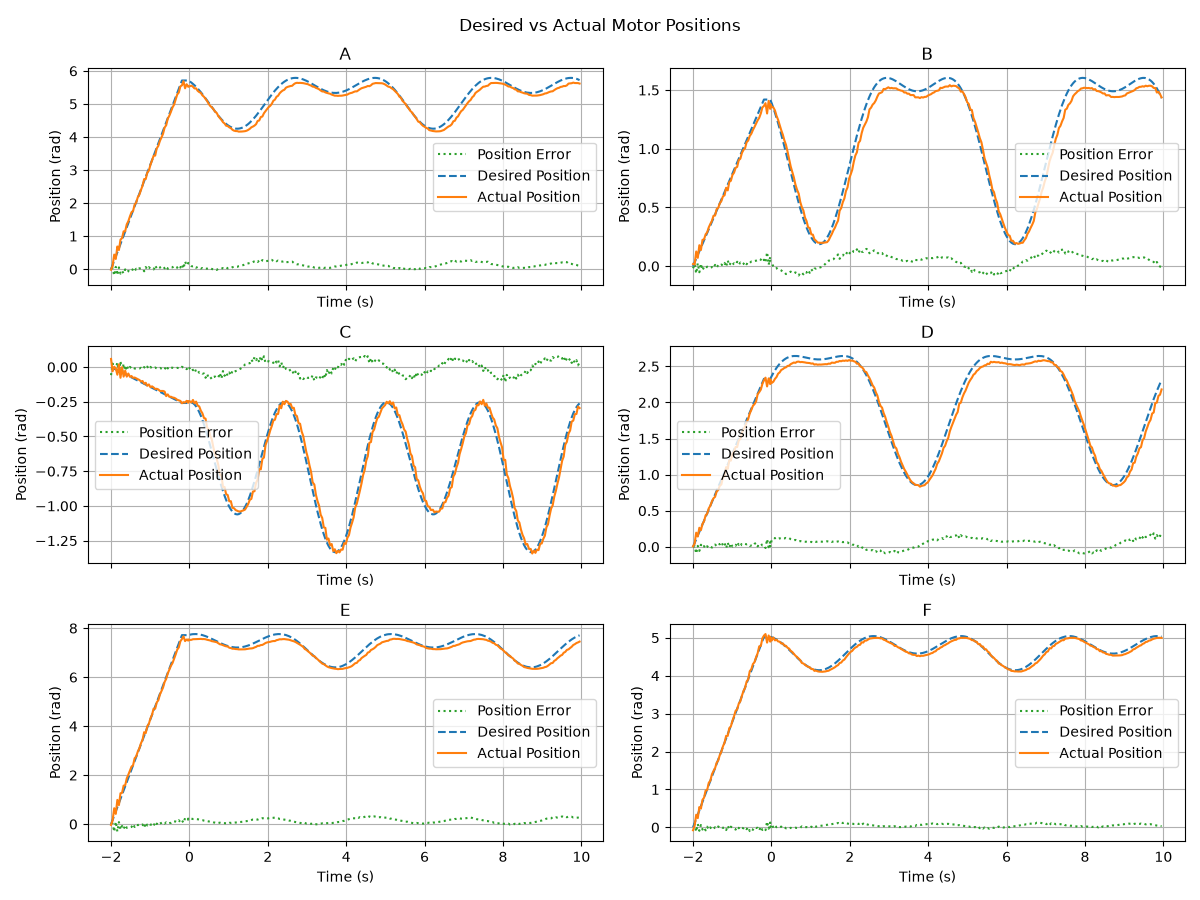 Desired vs Actual Motor Positions
A
6
5
4
3
2
1
0
Position (rad)
Position Error
Desired Position
Actual Position
Time (s)
B
1.5
1.0
0.5
0.0
Position (rad)
Position Error
Desired Position
Actual Position
Time (s)
C
0.00
−0.25
−0.50
−0.75
−1.00
−1.25
Position (rad)
Position Error
Desired Position
Actual Position
Time (s)
D
2.5
2.0
1.5
1.0
0.5
0.0
Position (rad)
Position Error
Desired Position
Actual Position
Time (s)
E
8
6
4
2
0
Position (rad)
Position Error
Desired Position
Actual Position
−2 0 2 4 6 8 10
Time (s)
F
5
4
3
2
1
0
Position (rad)
Position Error
Desired Position
Actual Position
−2 0 2 4 6 8 10
Time (s)